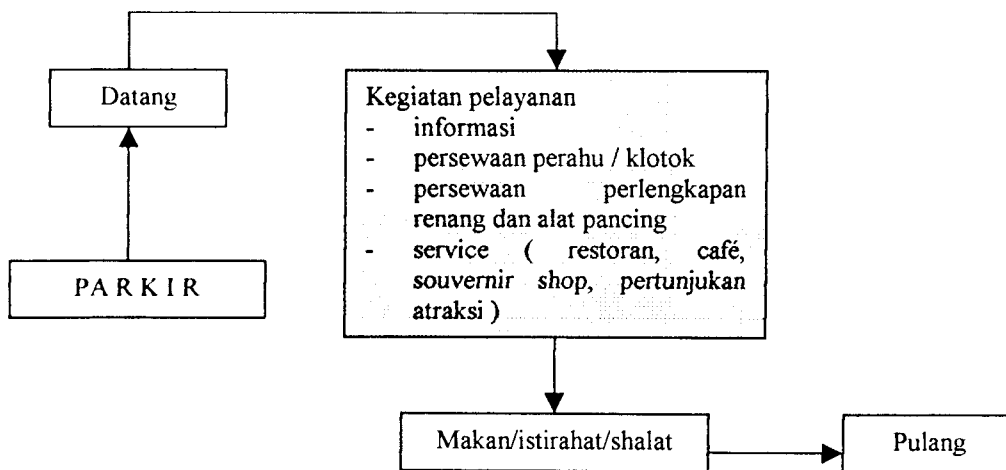 Datang
PARKIR
Kegiatan pelayanan
- informasi
- persewaan perahu / klotok
- persewaan perlengkapan
renang dan alat pancing
- service ( restoran, café,
souvernir shop, pertunjukan
atraksi )
Makan/istirahat/shalat
Pulang